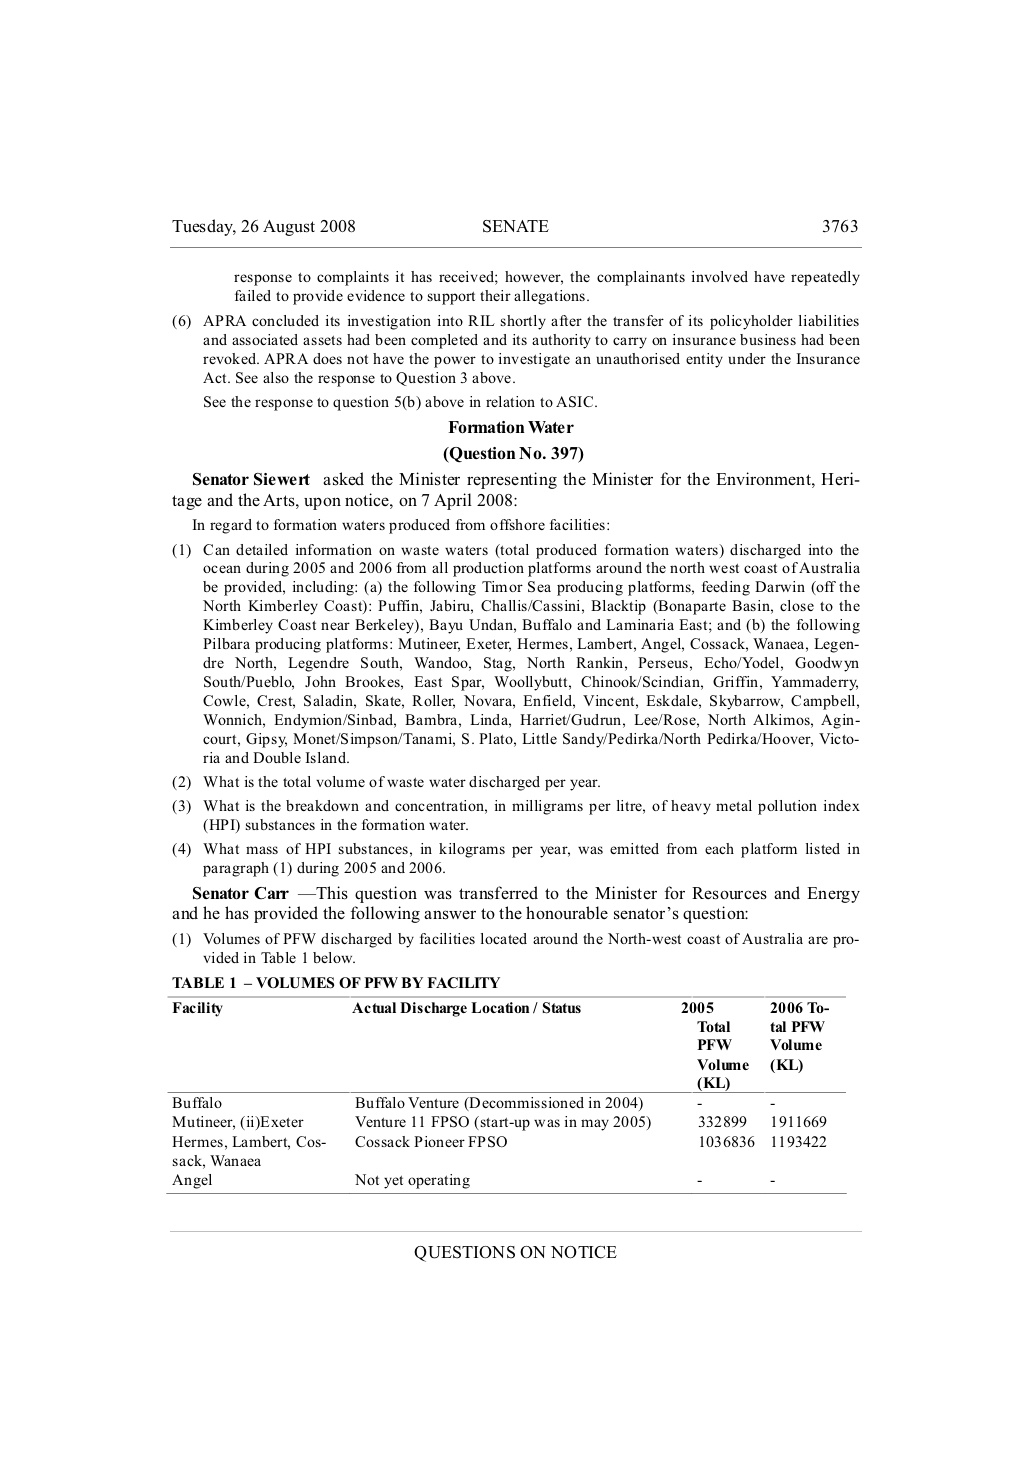 Tuesday, 26 August 2008 SENATE 3763
response to complaints it has received; however, the complainants involved have repeatedly
failed to provide evidence to support their allegations.
(6) APRA concluded its investigation into RIL shortly after the transfer of its policyholder liabilities
and associated assets had been completed and its authority to carry on insurance business had been
revoked. APRA does not have the power to investigate an unauthorised entity under the Insurance
Act. See also the response to Question 3 above.
See the response to question 5(b) above in relation to ASIC.
Formation Water
(Question No. 397)
Senator Siewert asked the Minister representing the Minister for the Environment, Heri-
tage and the Arts, upon notice, on 7 April 2008:
In regard to formation waters produced from offshore facilities:
(1) Can detailed information on waste waters (total produced formation waters) discharged into the
ocean during 2005 and 2006 from all production platforms around the north west coast of Australia
be provided, including: (a) the following Timor Sea producing platforms, feeding Darwin (off the
North Kimberley Coast): Puffin, Jabiru, Challis/Cassini, Blacktip (Bonaparte Basin, close to the
Kimberley Coast near Berkeley), Bayu Undan, Buffalo and Laminaria East; and (b) the following
Pilbara producing platforms: Mutineer, Exeter, Hermes, Lambert, Angel, Cossack, Wanaea, Legen-
dre North, Legendre South, Wandoo, Stag, North Rankin, Perseus, Echo/Yodel, Goodwyn
South/Pueblo, John Brookes, East Spar, Woollybutt, Chinook/Scindian, Griffin, Yammaderry,
Cowle, Crest, Saladin, Skate, Roller, Novara, Enfield, Vincent, Eskdale, Skybarrow, Campbell,
Wonnich, Endymion/Sinbad, Bambra, Linda, Harriet/Gudrun, Lee/Rose, North Alkimos, Agin-
court, Gipsy, Monet/Simpson/Tanami, S. Plato, Little Sandy/Pedirka/North Pedirka/Hoover, Victo-
ria and Double Island.
(2) What is the total volume of waste water discharged per year.
(3) What is the breakdown and concentration, in milligrams per litre, of heavy metal pollution index
(HPI) substances in the formation water.
(4) What mass of HPI substances, in kilograms per year, was emitted from each platform listed in
paragraph (1) during 2005 and 2006.
Senator Carr —This question was transferred to the Minister for Resources and Energy
and he has provided the following answer to the honourable senator's question:
(1) Volumes of PFW discharged by facilities located around the North-west coast of Australia are pro-
vided in Table 1 below.
TABLE 1 – VOLUMES OF PFW BY FACILITY
Facility Actual Discharge Location / Status 2005 2006 To-
Total tal PFW
PFW Volume
Volume (KL)
(KL)
Buffalo Buffalo Venture (Decommissioned in 2004) - -
Mutineer, (ii)Exeter Venture 11 FPSO (start-up was in may 2005) 332899 1911669
Hermes, Lambert, Cos- Cossack Pioneer FPSO 1036836 1193422
sack, Wanaea
Angel Not yet operating - -
QUESTIONS ON NOTICE